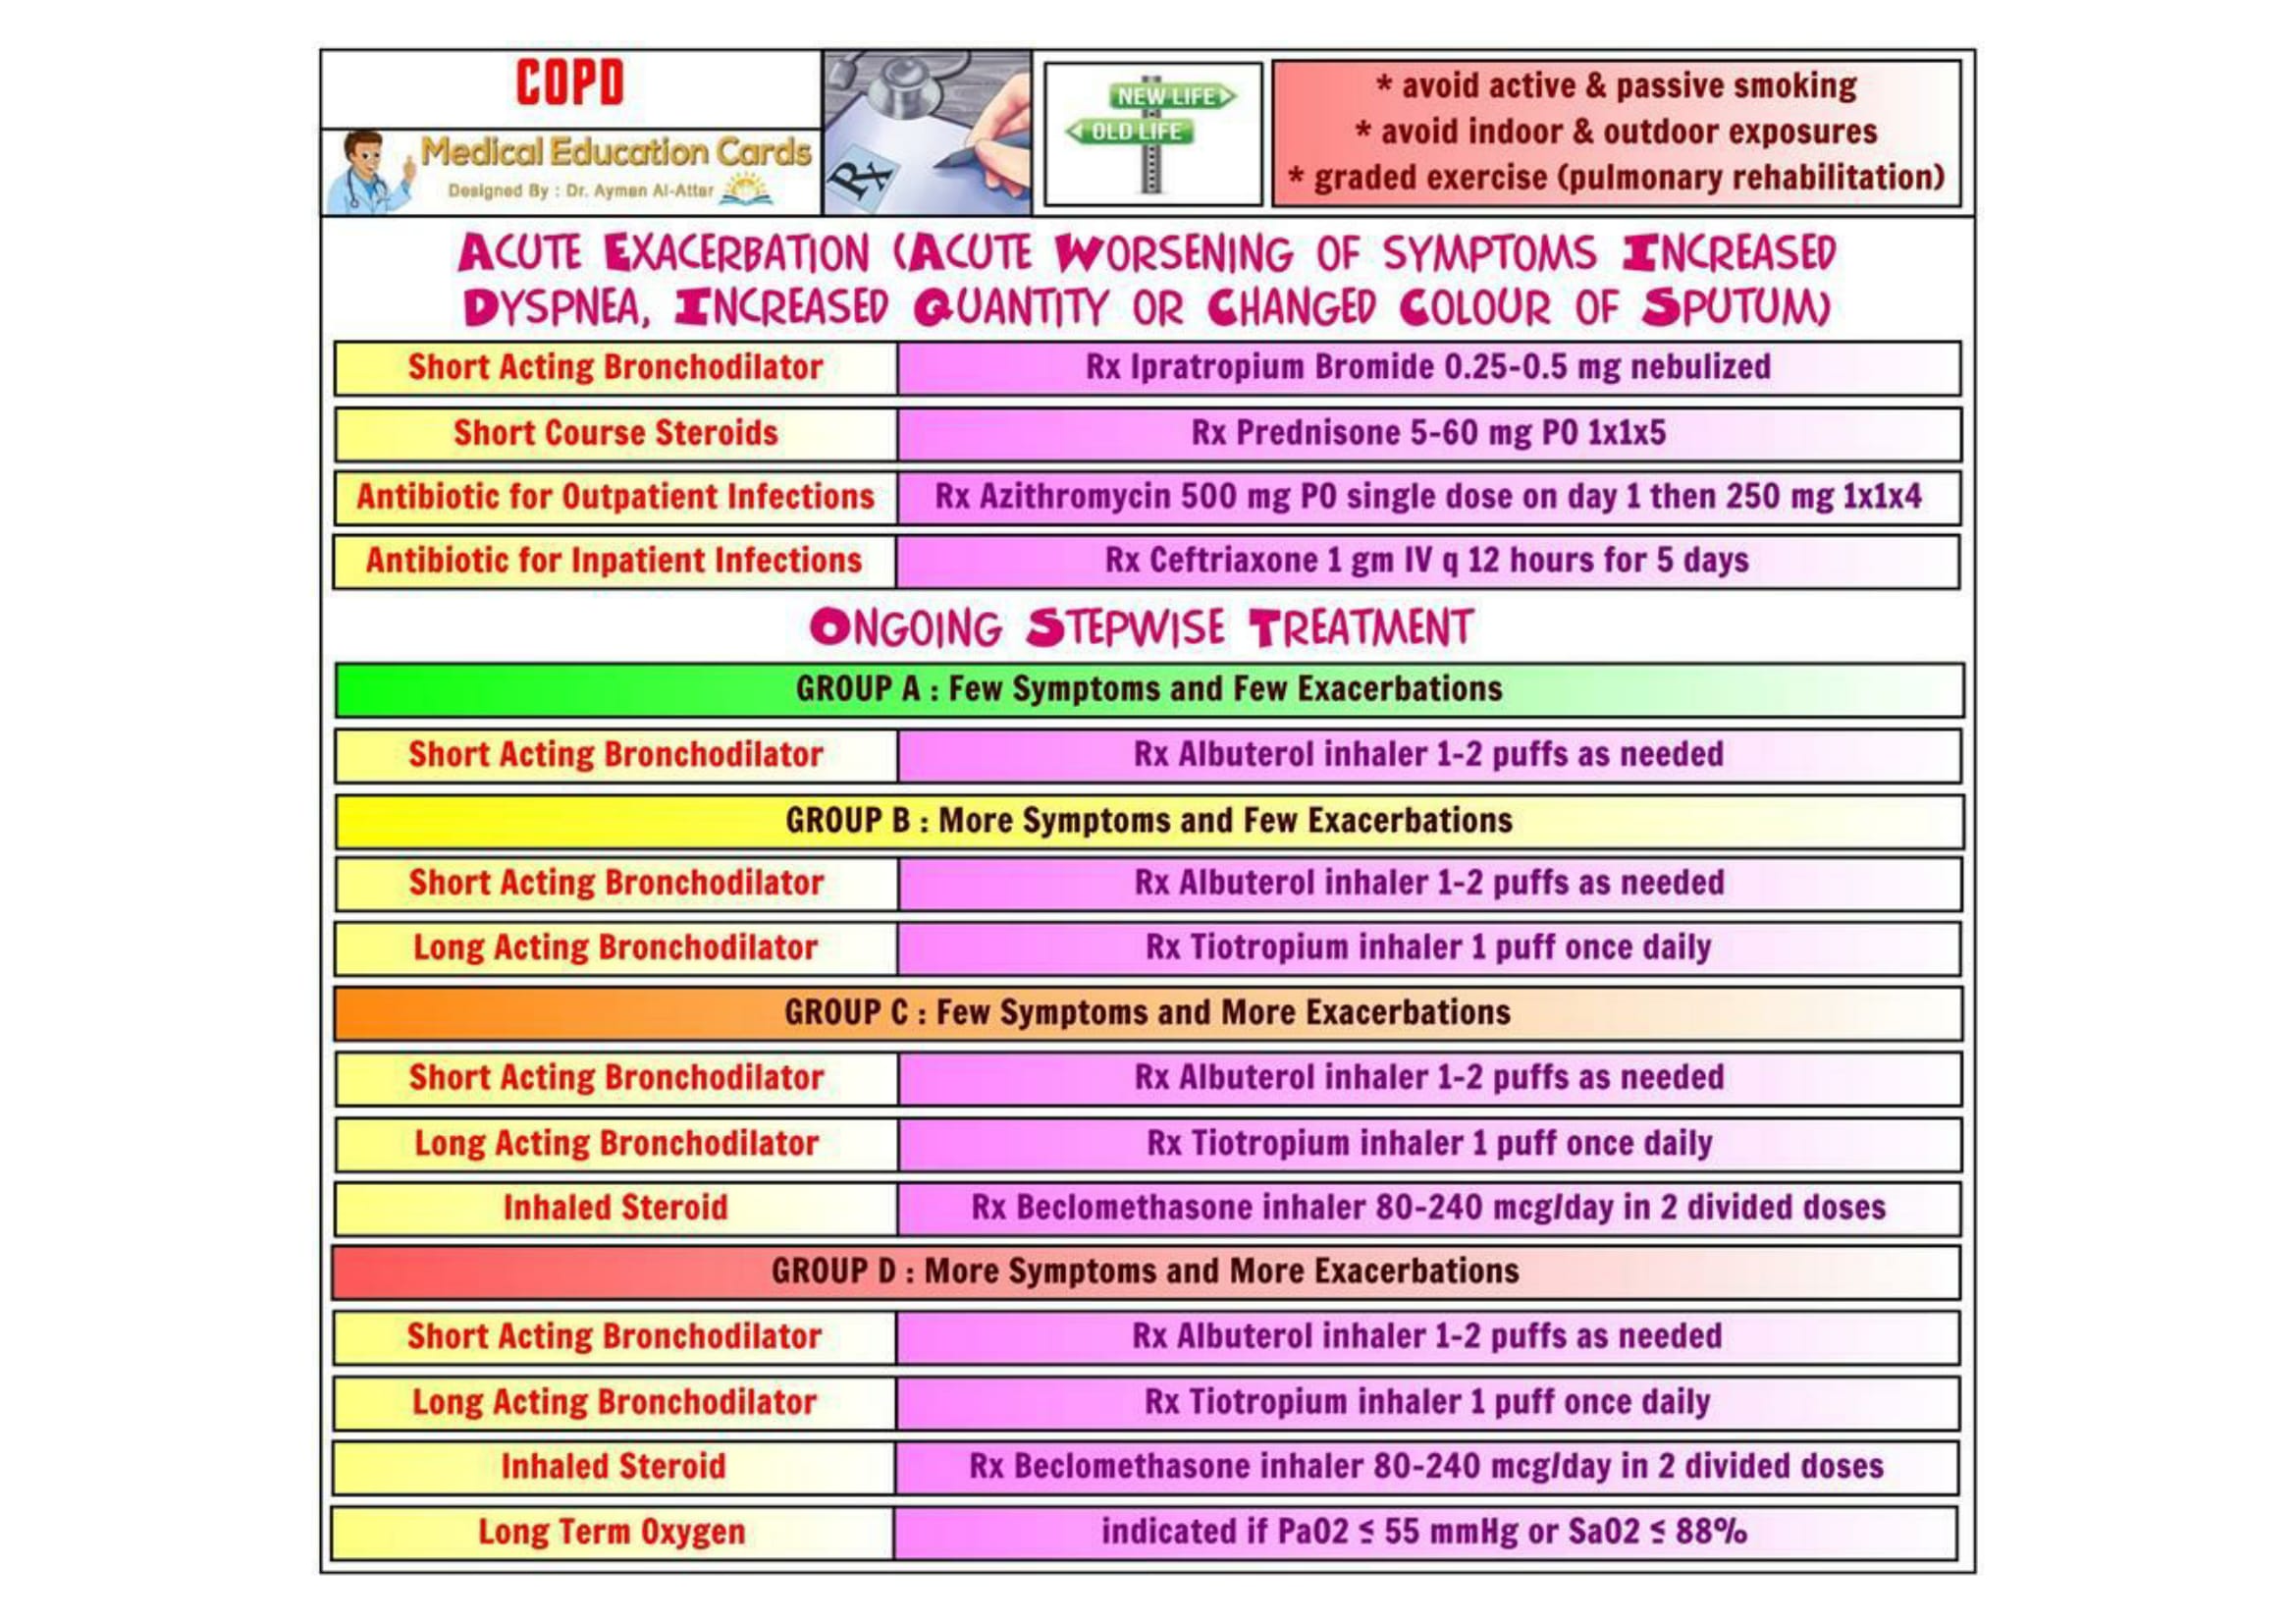 COPD
Medical Education Cards
Designed By : Dr. Ayman Al-Attar
Rx
NEW LIFE
OLD LIFE
* avoid active & passive smoking
* avoid indoor & outdoor exposures
* graded exercise (pulmonary rehabilitation)
ACUTE EXACERBATION (ACUTE WORSENING OF SYMPTOMS INCREASED
DYSPNEA, INCREASED QUANTITY OR CHANGED COLOUR OF SPUTUM)
Short Acting Bronchodilator Rx Ipratropium Bromide 0.25-0.5 mg nebulized
Short Course Steroids Rx Prednisone 5-60 mg PO 1x1x5
Antibiotic for Outpatient Infections Rx Azithromycin 500 mg PO single dose on day 1 then 250 mg 1x1x4
Antibiotic for Inpatient Infections Rx Ceftriaxone 1 gm IV q 12 hours for 5 days
ONGOING STEPWISE TREATMENT
GROUP A : Few Symptoms and Few Exacerbations
Short Acting Bronchodilator Rx Albuterol inhaler 1-2 puffs as needed
GROUP B : More Symptoms and Few Exacerbations
Short Acting Bronchodilator Rx Albuterol inhaler 1-2 puffs as needed
Long Acting Bronchodilator Rx Tiotropium inhaler 1 puff once daily
GROUP C : Few Symptoms and More Exacerbations
Short Acting Bronchodilator Rx Albuterol inhaler 1-2 puffs as needed
Long Acting Bronchodilator Rx Tiotropium inhaler 1 puff once daily
Inhaled Steroid Rx Beclomethasone inhaler 80-240 mcg/day in 2 divided doses
GROUP D : More Symptoms and More Exacerbations
Short Acting Bronchodilator Rx Albuterol inhaler 1-2 puffs as needed
Long Acting Bronchodilator Rx Tiotropium inhaler 1 puff once daily
Inhaled Steroid Rx Beclomethasone inhaler 80-240 mcg/day in 2 divided doses
Long Term Oxygen indicated if PaO2 ≤ 55 mmHg or SaO2 ≤ 88%